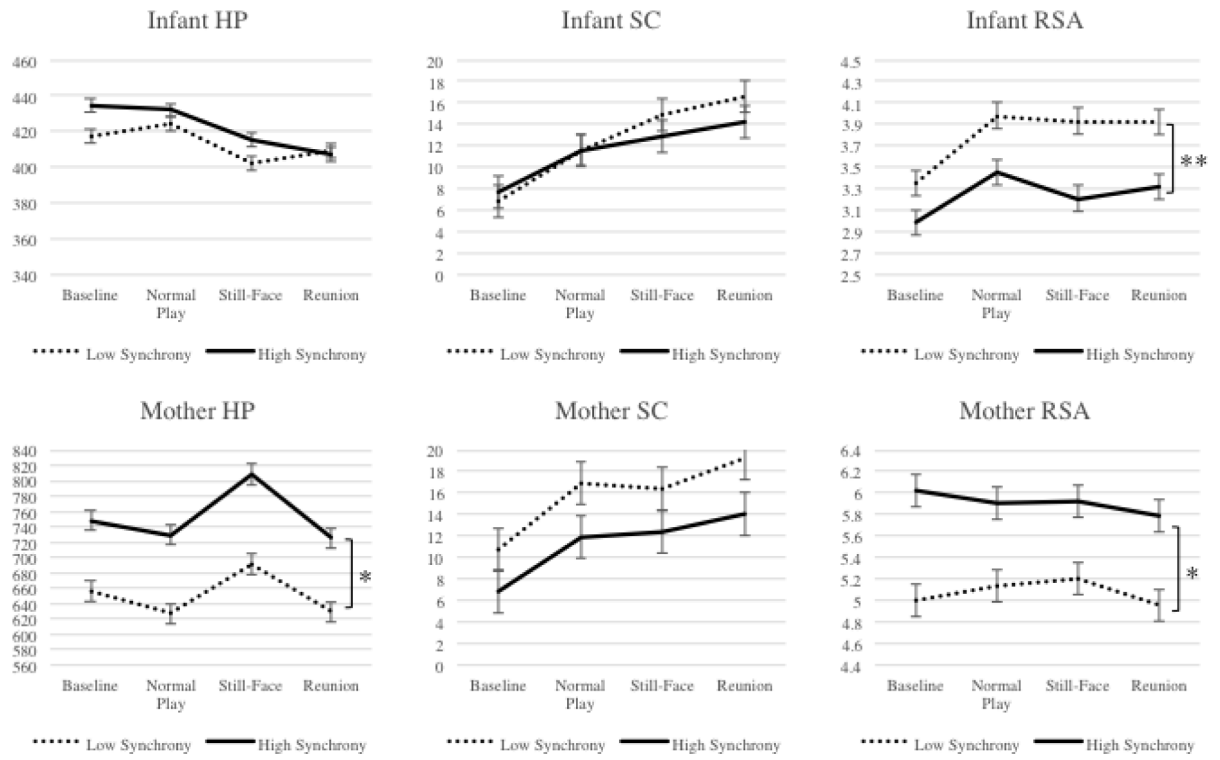 Infant HP
460
440
420
400
380
360
340
Baseline Normal Still-Face Reunion
Play
Low Synchrony High Synchrony
Infant SC
20
18
16
14
12
10
8
6
4
2
0
Baseline Normal Still-Face Reunion
Play
Low Synchrony High Synchrony
Infant RSA
4.5
4.3
4.1
3.9
3.7
3.5
3.3
3.1
2.9
2.7
2.5
**
Baseline Normal Still-Face Reunion
Play
Low Synchrony High Synchrony
Mother HP
840
820
800
780
760
740
720
700
680
660
640
620
600
580
560
*
Baseline Normal Still-Face Reunion
Play
Low Synchrony High Synchrony
Mother SC
20
18
16
14
12
10
8
6
4
2
0
Baseline Normal Still-Face Reunion
Play
Low Synchrony High Synchrony
Mother RSA
6.4
6.2
6
5.8
5.6
5.4
5.2
5
4.8
4.6
4.4
*
Baseline Normal Still-Face Reunion
Play
Low Synchrony High Synchrony